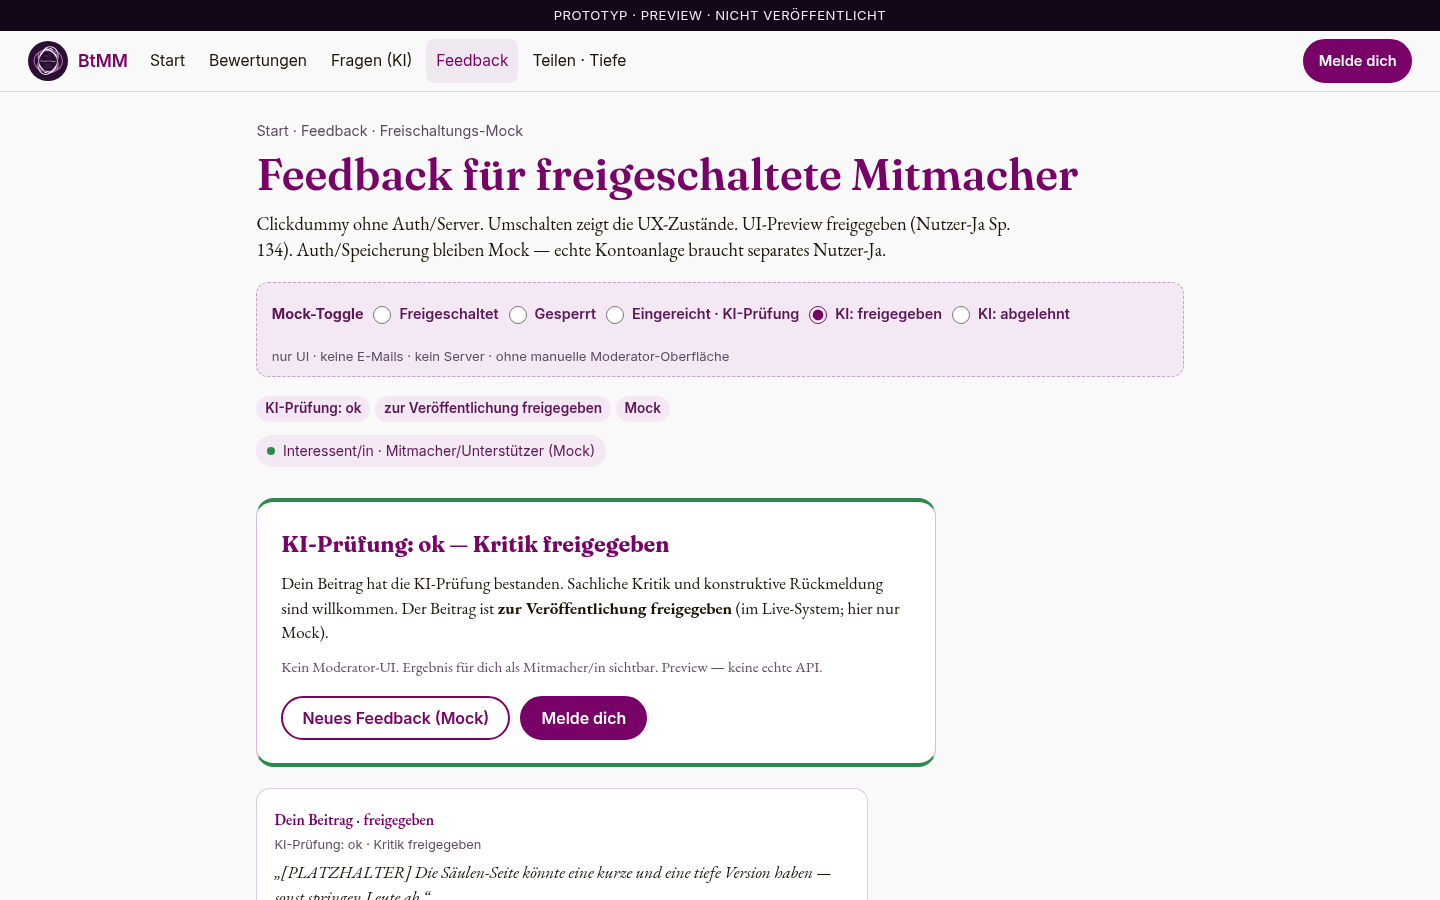 PROTOTYP · PREVIEW · NICHT VERÖFFENTLICHT
BtMM Start Bewertungen Fragen (KI) Feedback Teilen · Tiefe Melde dich
Start · Feedback · Freischaltungs-Mock
Feedback für freigeschaltete Mitmacher
Clickdummy ohne Auth/Server. Umschalten zeigt die UX-Zustände. UI-Preview freigegeben (Nutzer-Ja Sp.
134). Auth/Speicherung bleiben Mock — echte Kontoanlage braucht separates Nutzer-Ja.
Mock-Toggle Freigeschaltet Gesperrt Eingereicht · KI-Prüfung KI: freigegeben KI: abgelehnt
nur UI · keine E-Mails · kein Server · ohne manuelle Moderator-Oberfläche
KI-Prüfung: ok zur Veröffentlichung freigegeben Mock
Interessent/in · Mitmacher/Unterstützer (Mock)
KI-Prüfung: ok — Kritik freigegeben
Dein Beitrag hat die KI-Prüfung bestanden. Sachliche Kritik und konstruktive Rückmeldung
sind willkommen. Der Beitrag ist zur Veröffentlichung freigegeben (im Live-System; hier nur
Mock).
Kein Moderator-UI. Ergebnis für dich als Mitmacher/in sichtbar. Preview — keine echte API.
Neues Feedback (Mock) Melde dich
Dein Beitrag · freigegeben
KI-Prüfung: ok · Kritik freigegeben
„[PLATZHALTER] Die Säulen-Seite könnte eine kurze und eine tiefe Version haben —
sonst springen Leute ab.“